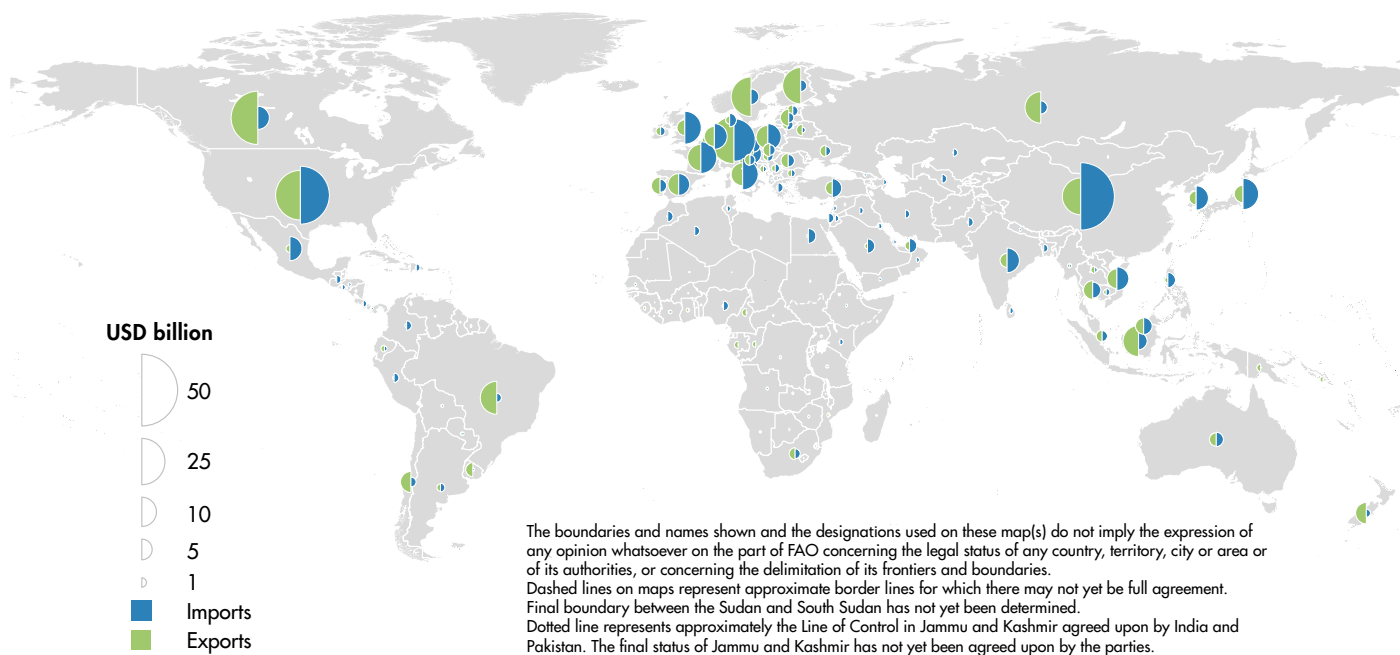 USD billion
50
25
10
5
1
Imports
Exports
The boundaries and names shown and the designations used on these map(s) do not imply the expression of
any opinion whatsoever on the part of FAO concerning the legal status of any country, territory, city or area or
of its authorities, or concerning the delimitation of its frontiers and boundaries.
Dashed lines on maps represent approximate border lines for which there may not yet be full agreement.
Final boundary between the Sudan and South Sudan has not yet been determined.
Dotted line represents approximately the Line of Control in Jammu and Kashmir agreed upon by India and
Pakistan. The final status of Jammu and Kashmir has not yet been agreed upon by the parties.